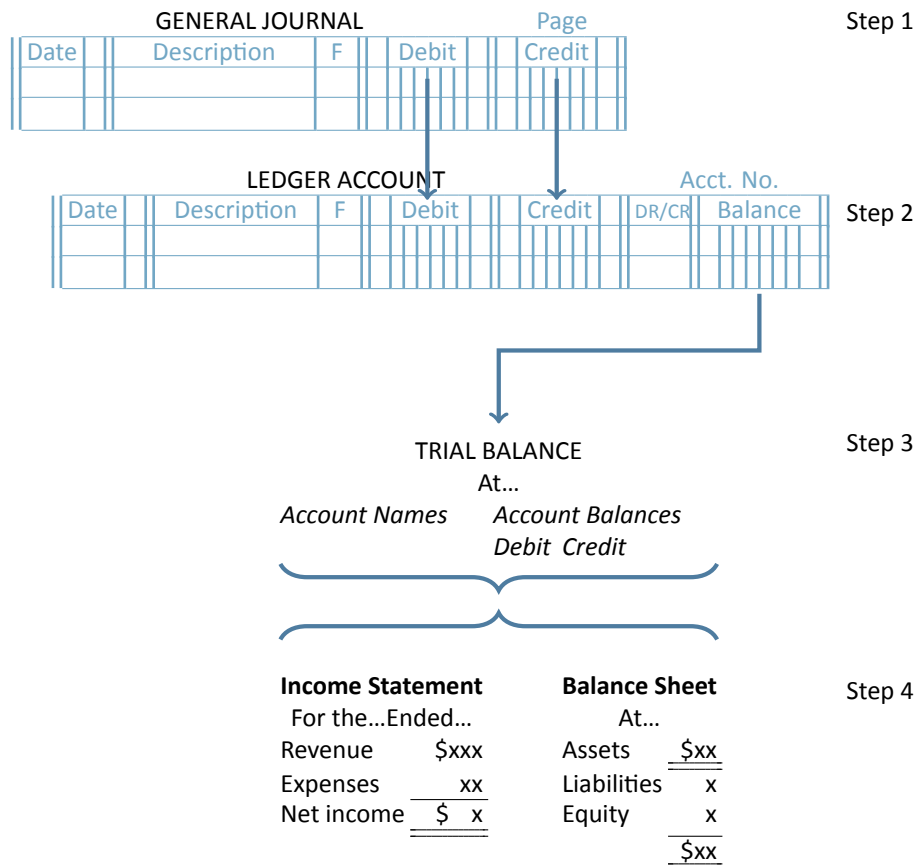 GENERAL JOURNAL Page Step 1
Date Description F Debit Credit
LEDGER ACCOUNT Acct. No.
Date Description F Debit Credit DR/CR Balance Step 2
TRIAL BALANCE Step 3
At…
Account Names Account Balances
Debit Credit
Income Statement Balance Sheet Step 4
For the…Ended… At…
Revenue $xxx Assets $xx
Expenses xx Liabilities x
Net income $ x Equity x
$xx